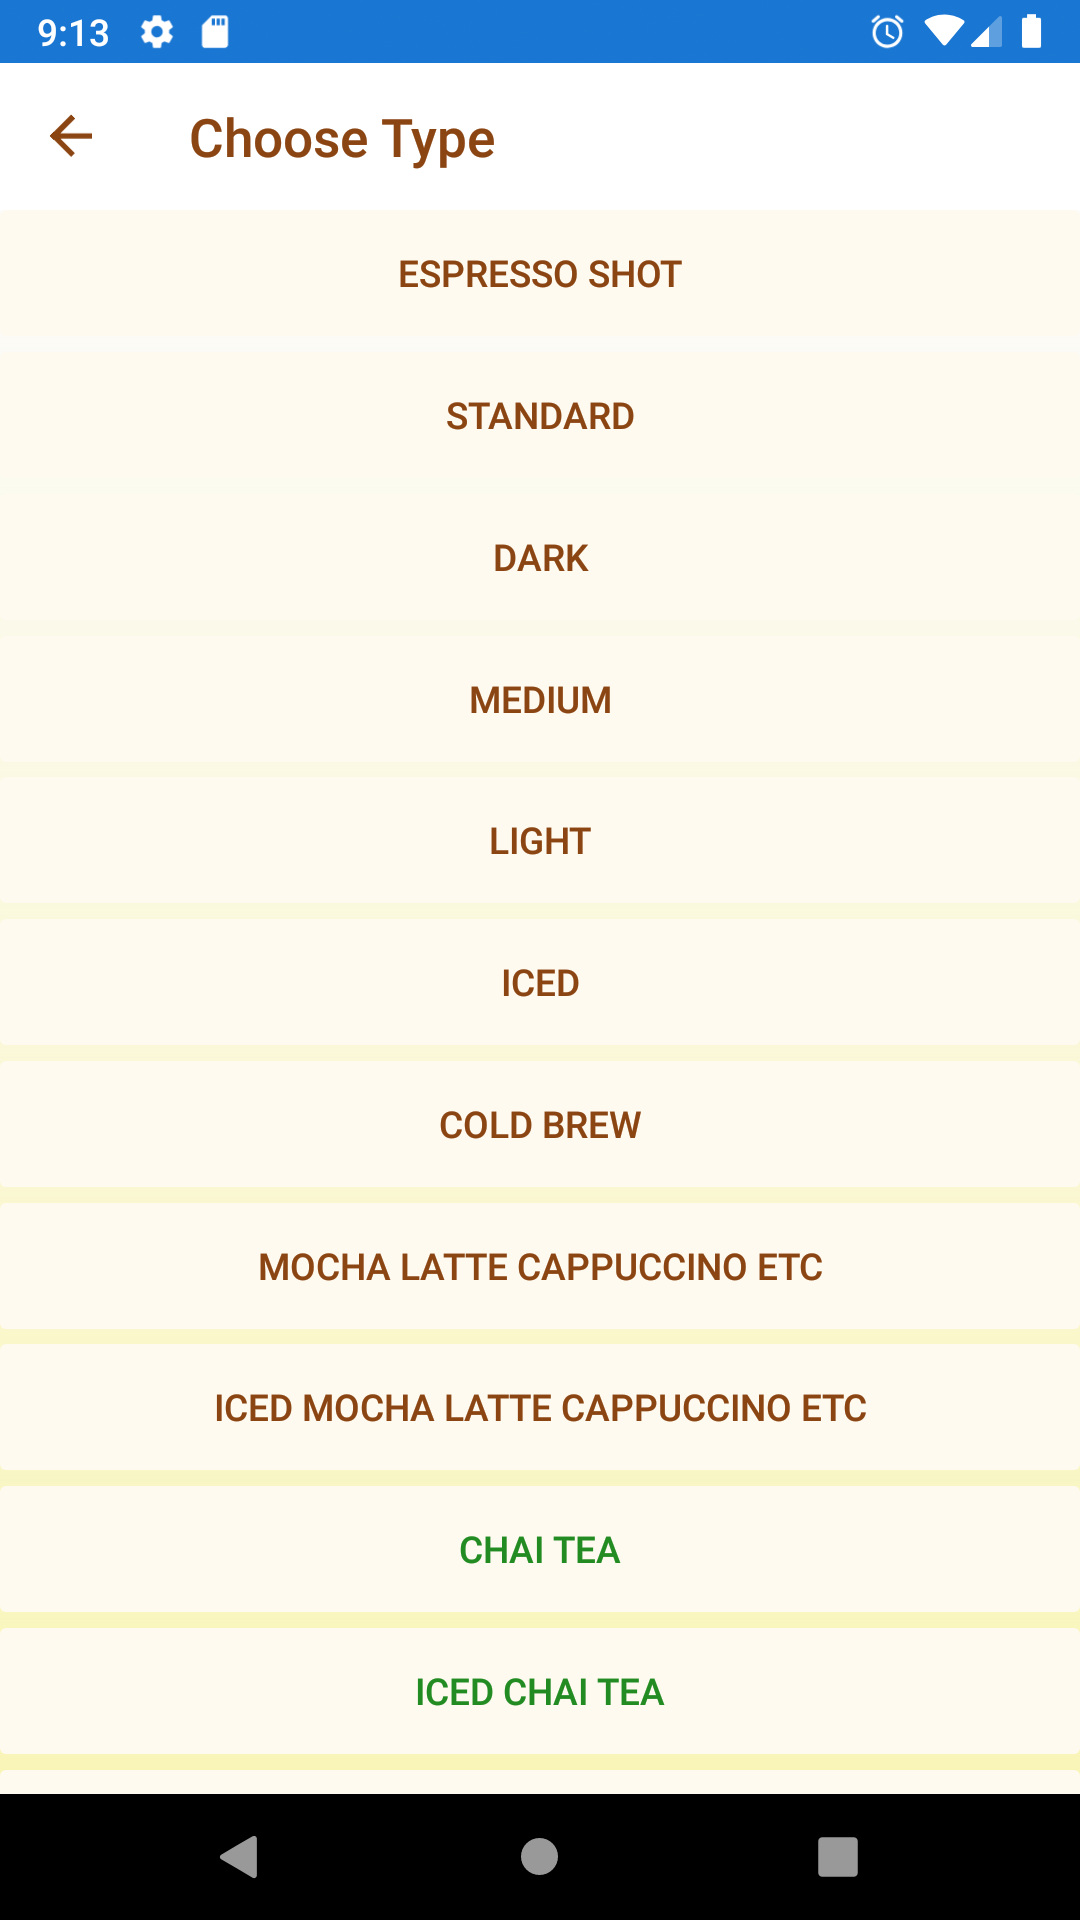 9:13
Choose Type
ESPRESSO SHOT
STANDARD
DARK
MEDIUM
LIGHT
ICED
COLD BREW
MOCHA LATTE CAPPUCCINO ETC
ICED MOCHA LATTE CAPPUCCINO ETC
CHAI TEA
ICED CHAI TEA